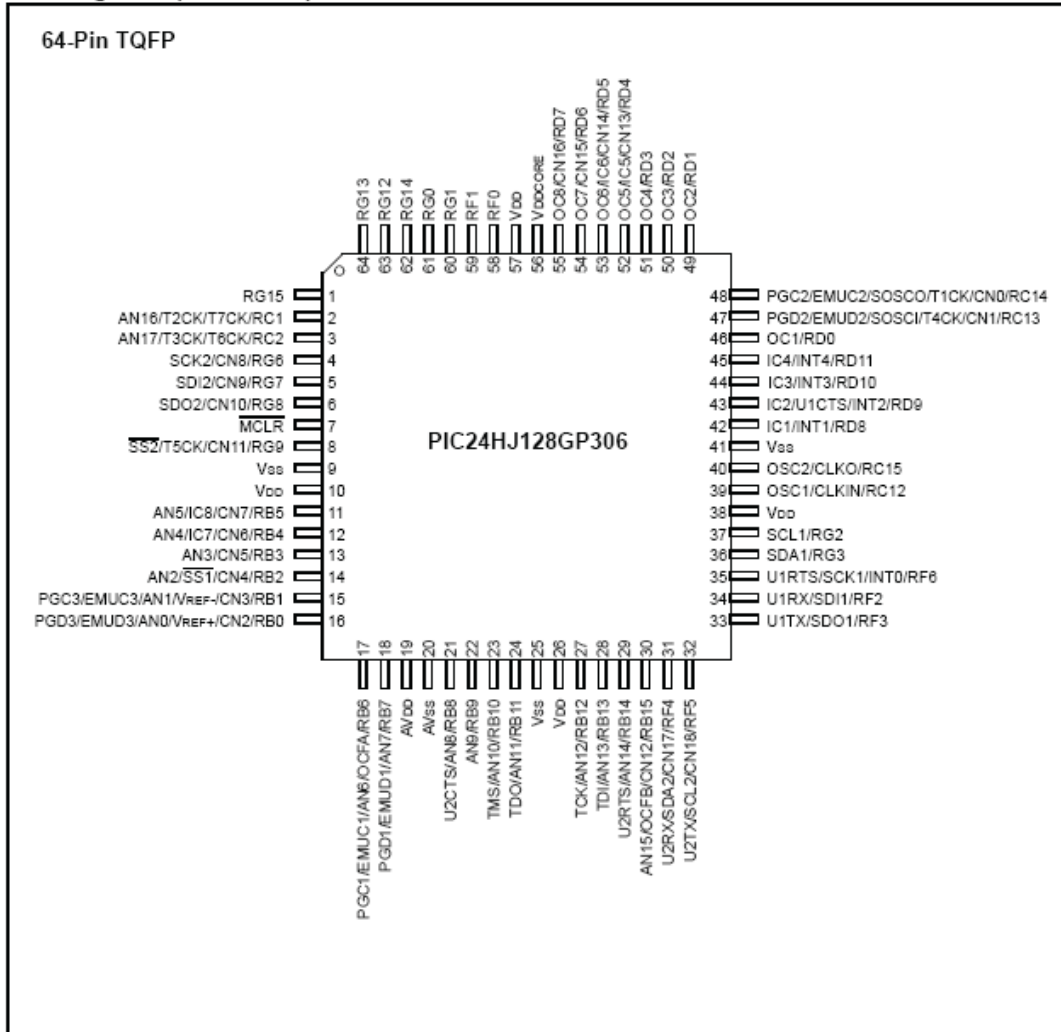 64-Pin TQFP
RG13
RG12
RG14
RG0
RG1
RF1
RF0
VDD
VDDCORE
OC8/CN16/RD7
OC7/CN15/RD6
OC6/IC6/CN14/RD5
OC5/IC5/CN13/RD4
OC4/RD3
OC3/RD2
OC2/RD1
64
63
62
61
60
59
58
57
56
55
54
53
52
51
50
49
RG15 1
AN16/T2CK/T7CK/RC1 2
AN17/T3CK/T6CK/RC2 3
SCK2/CN8/RG6 4
SDI2/CN9/RG7 5
SDO2/CN10/RG8 6
MCLR 7
SS2/T5CK/CN11/RG9 8
VSS 9
VDD 10
AN5/IC8/CN7/RB5 11
AN4/IC7/CN6/RB4 12
AN3/CN5/RB3 13
AN2/SS1/CN4/RB2 14
PGC3/EMUC3/AN1/VREF-/CN3/RB1 15
PGD3/EMUD3/AN0/VREF+/CN2/RB0 16
PIC24HJ128GP306
48 PGC2/EMUC2/SOSCO/T1CK/CN0/RC14
47 PGD2/EMUD2/SOSCI/T4CK/CN1/RC13
46 OC1/RD0
45 IC4/INT4/RD11
44 IC3/INT3/RD10
43 IC2/U1CTS/INT2/RD9
42 IC1/INT1/RD8
41 VSS
40 OSC2/CLKO/RC15
39 OSC1/CLKIN/RC12
38 VDD
37 SCL1/RG2
36 SDA1/RG3
35 U1RTS/SCK1/INT0/RF6
34 U1RX/SDI1/RF2
33 U1TX/SDO1/RF3
17
18
19
20
21
22
23
24
25
26
27
28
29
30
31
32
PGC1/EMUC1/AN6/OCFA/RB6
PGD1/EMUD1/AN7/RB7
AVDD
AVSS
U2CTS/AN8/RB8
AN9/RB9
TMS/AN10/RB10
TDO/AN11/RB11
VSS
VDD
TCK/AN12/RB12
TDI/AN13/RB13
U2RTS/AN14/RB14
AN15/OCFB/CN12/RB15
U2RX/SDA2/CN17/RF4
U2TX/SCL2/CN18/RF5